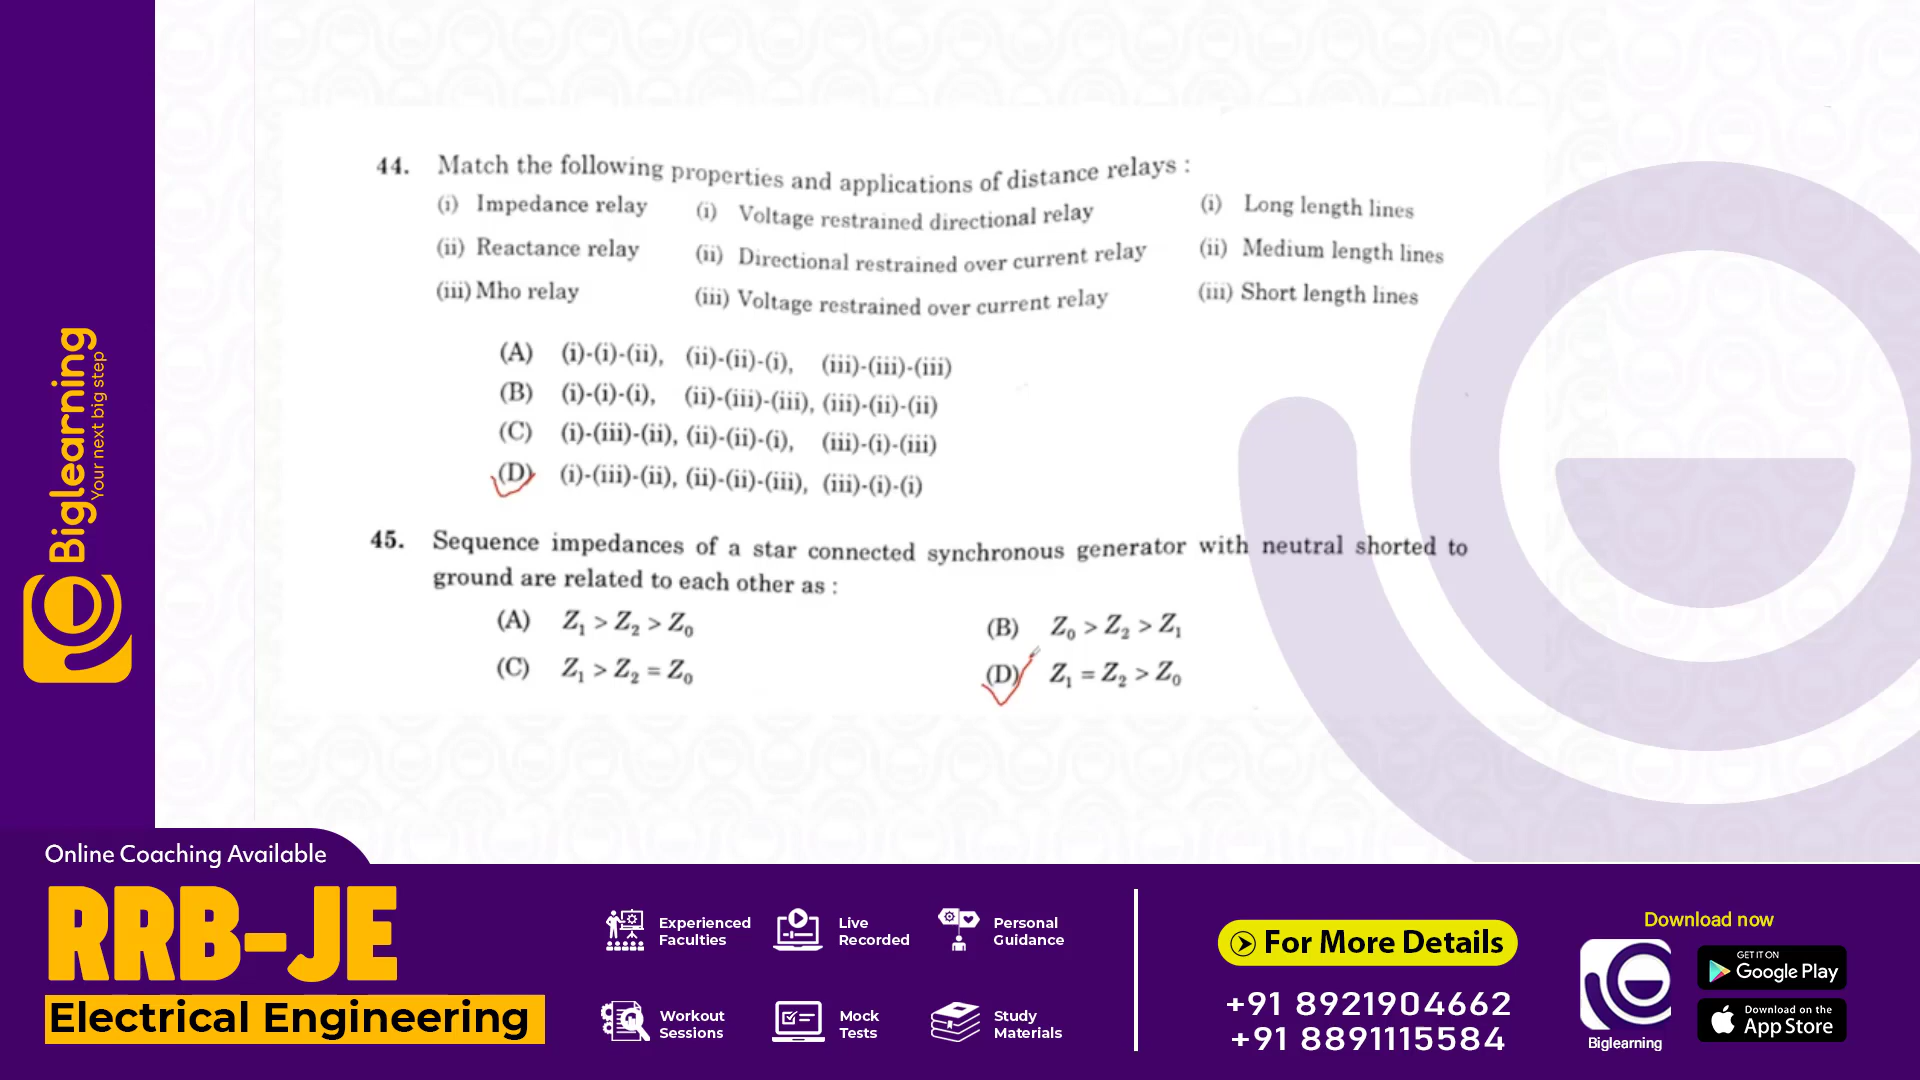 44. Match the following properties and applications of distance relays :
(i) Impedance relay (i) Voltage restrained directional relay (i) Long length lines
(ii) Reactance relay (ii) Directional restrained over current relay (ii) Medium length lines
(iii) Mho relay (iii) Voltage restrained over current relay (iii) Short length lines
(A) (i)-(i)-(ii), (ii)-(ii)-(i), (iii)-(iii)-(iii)
(B) (i)-(i)-(i), (ii)-(iii)-(iii), (iii)-(ii)-(ii)
(C) (i)-(iii)-(ii), (ii)-(ii)-(i), (iii)-(i)-(iii)
(D) (i)-(iii)-(ii), (ii)-(ii)-(iii), (iii)-(i)-(i)
45. Sequence impedances of a star connected synchronous generator with neutral shorted to
ground are related to each other as :
(A) Z₁ > Z₂ > Z₀ (B) Z₀ > Z₂ > Z₁
(C) Z₁ > Z₂ = Z₀ (D) Z₁ = Z₂ > Z₀
Biglearning
Your next big step
Online Coaching Available
RRB-JE
Electrical Engineering
Experienced
Faculties
Live
Recorded
Personal
Guidance
Workout
Sessions
Mock
Tests
Study
Materials
For More Details
+91 8921904662
+91 8891115584
Download now
Biglearning
GET IT ON
Google Play
Download on the
App Store